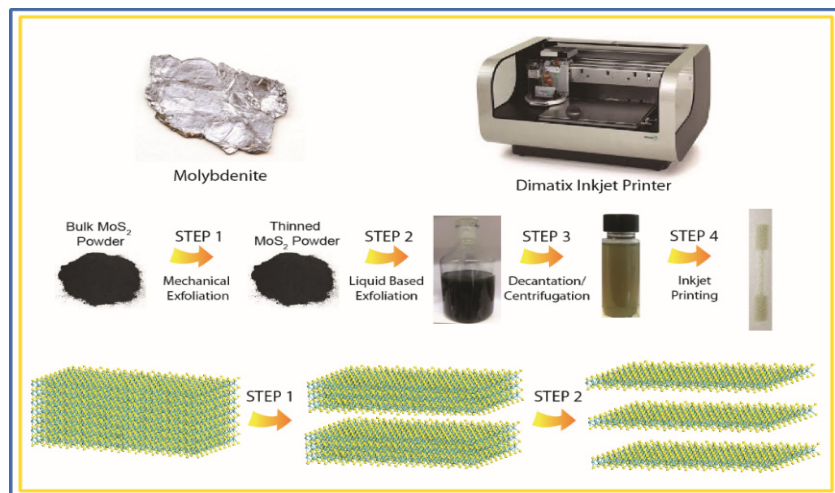 Molybdenite
Dimatix Inkjet Printer
Bulk MoS₂
Powder
STEP 1
Mechanical
Exfoliation
Thinned
MoS₂ Powder
STEP 2
Liquid Based
Exfoliation
STEP 3
Decantation/
Centrifugation
STEP 4
Inkjet
Printing
STEP 1
STEP 2